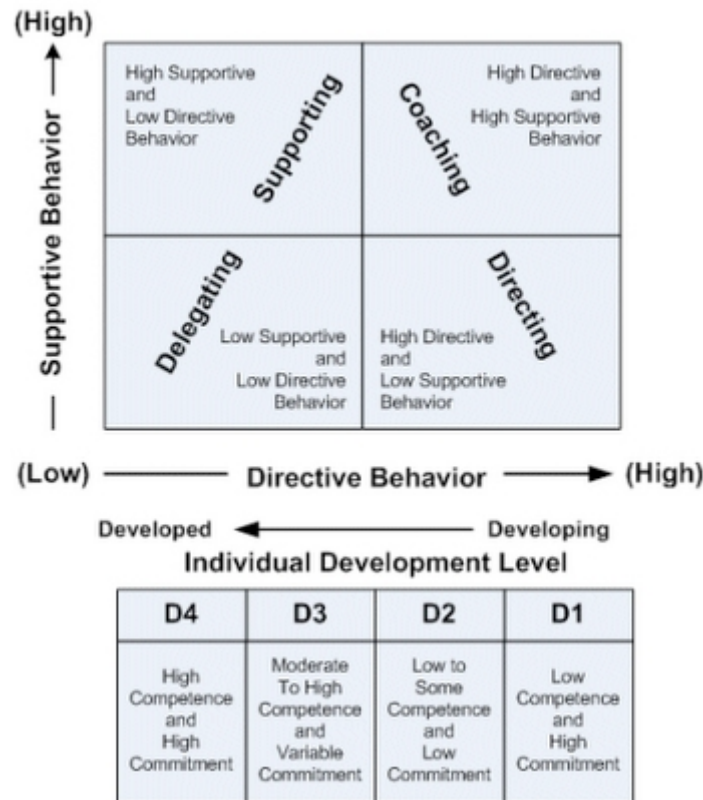 (High)
Supportive Behavior
High Supportive
and
Low Directive
Behavior
Supporting
Coaching
High Directive
and
High Supportive
Behavior
Delegating
Low Supportive
and
Low Directive
Behavior
Directing
High Directive
and
Low Supportive
Behavior
(Low)
Directive Behavior
(High)
Developed
Developing
Individual Development Level
D4
D3
D2
D1
High
Competence
and
High
Commitment
Moderate
To High
Competence
and
Variable
Commitment
Low to
Some
Competence
and
Low
Commitment
Low
Competence
and
High
Commitment